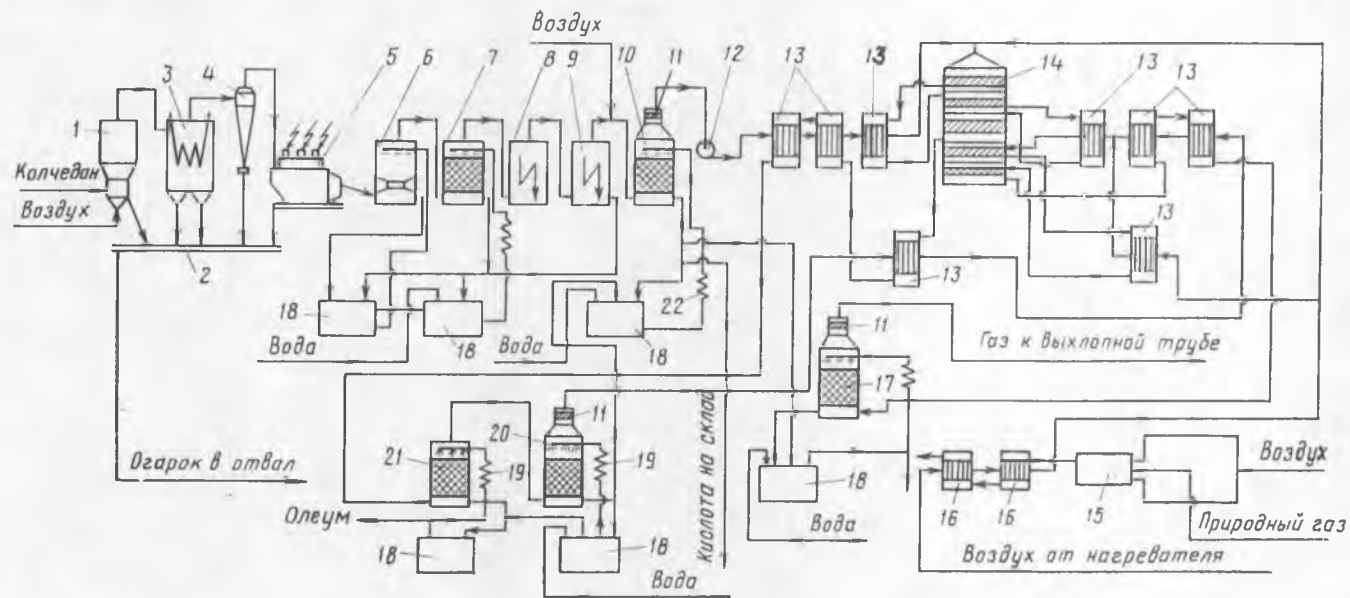 Воздух
1
3
4
5
6
7
8
9
10
11
12
13
13
14
13
13
Колчедан
Воздух
2
13
13
18
18
22
18
Вода
Вода
11
Газ к выхлопной трубе
17
Кислота на склад
11
20
21
19
19
Огарок в отвал
18
Воздух
Олеум
16
16
15
Вода
Природный газ
18
18
Воздух от нагревателя
Вода